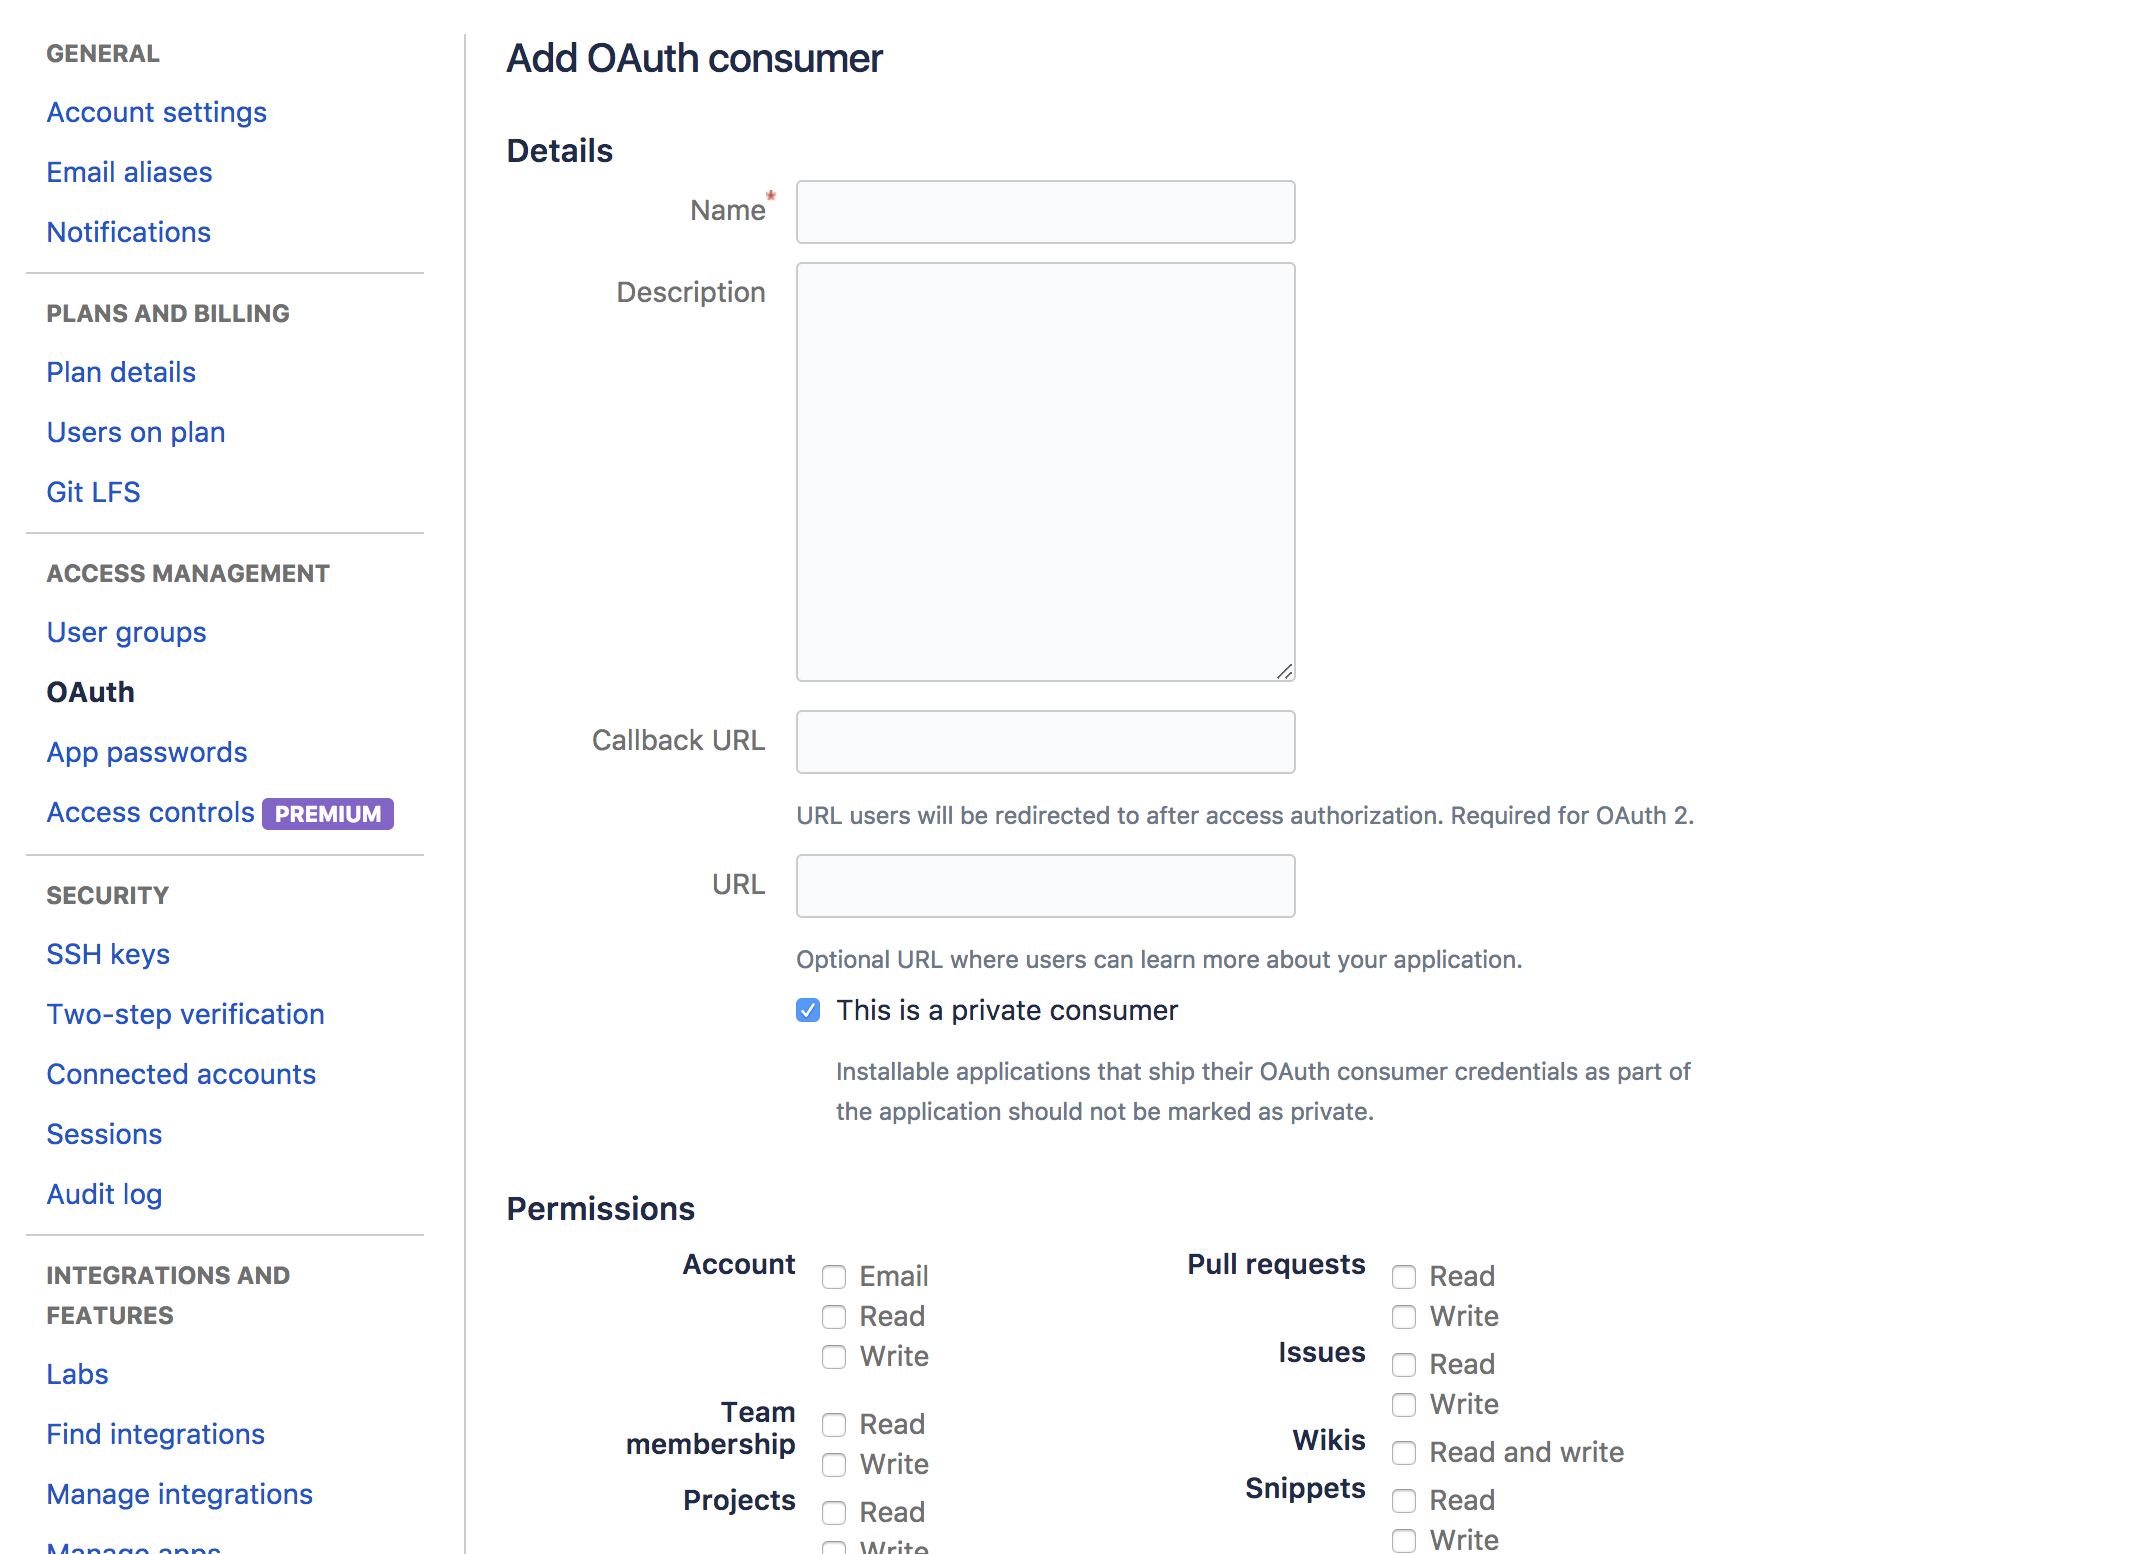 GENERAL
Account settings
Email aliases
Notifications
PLANS AND BILLING
Plan details
Users on plan
Git LFS
ACCESS MANAGEMENT
User groups
OAuth
App passwords
Access controls PREMIUM
SECURITY
SSH keys
Two-step verification
Connected accounts
Sessions
Audit log
INTEGRATIONS AND
FEATURES
Labs
Find integrations
Manage integrations
Manage apps
Add OAuth consumer
Details
Name*
Description
Callback URL
URL users will be redirected to after access authorization. Required for OAuth 2.
URL
Optional URL where users can learn more about your application.
This is a private consumer
Installable applications that ship their OAuth consumer credentials as part of
the application should not be marked as private.
Permissions
Account
Email
Read
Write
Team
membership
Read
Write
Projects
Read
Write
Pull requests
Read
Write
Issues
Read
Write
Wikis
Read and write
Snippets
Read
Write